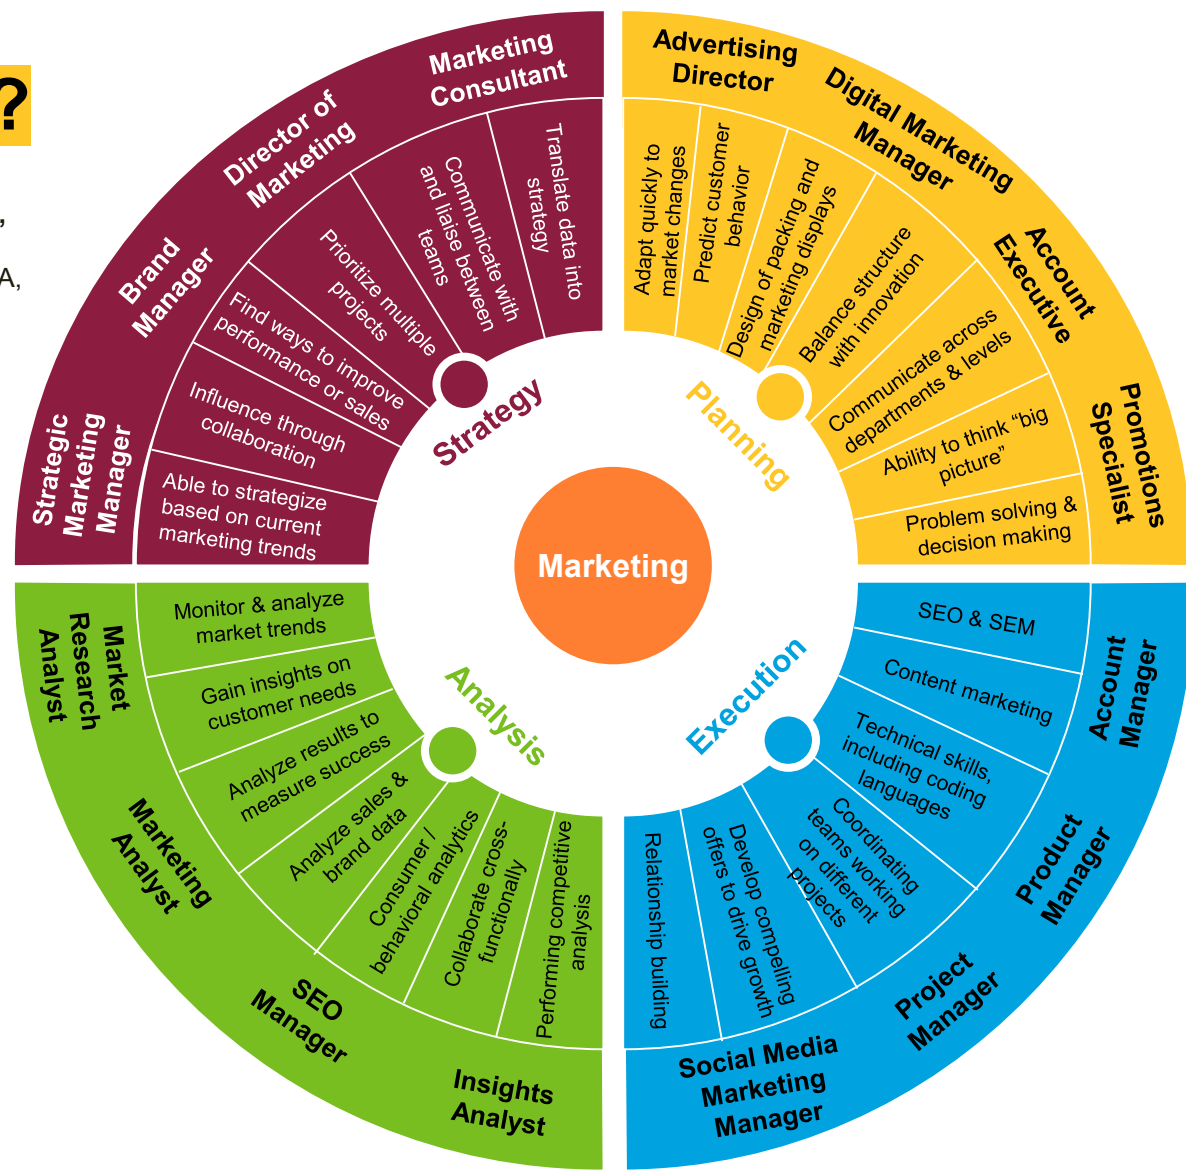 ?
,
A,
Marketing
Consultant
Director of
Marketing
Brand
Manager
Strategic
Marketing
Manager
Translate data into
strategy
Communicate with
and liaise between
teams
Prioritize multiple
projects
Find ways to improve
performance or sales
Influence through
collaboration
Able to strategize
based on current
marketing trends
Strategy
Advertising
Director
Digital Marketing
Manager
Account
Executive
Promotions
Specialist
Adapt quickly to
market changes
Predict customer
behavior
Design of packing and
marketing displays
Balance structure
with innovation
Communicate across
departments & levels
Ability to think “big
picture”
Problem solving &
decision making
Planning
Marketing
Market
Research
Analyst
Marketing
Analyst
SEO
Manager
Insights
Analyst
Monitor & analyze
market trends
Gain insights on
customer needs
Analyze results to
measure success
Analyze sales &
brand data
Consumer /
behavioral analytics
Collaborate cross-
functionally
Performing competitive
analysis
Analysis
Execution
SEO & SEM
Content marketing
Technical skills,
including coding
languages
Coordinating
teams working
on different
projects
Develop compelling
offers to drive growth
Relationship building
Account
Manager
Product
Manager
Project
Manager
Social Media
Marketing
Manager